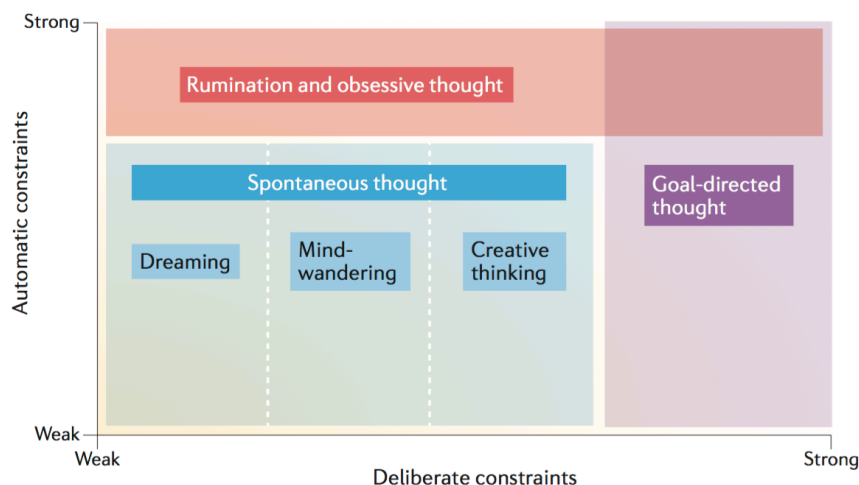 Strong
Rumination and obsessive thought
Spontaneous thought
Goal-directed
thought
Dreaming
Mind-
wandering
Creative
thinking
Automatic constraints
Weak
Weak
Strong
Deliberate constraints